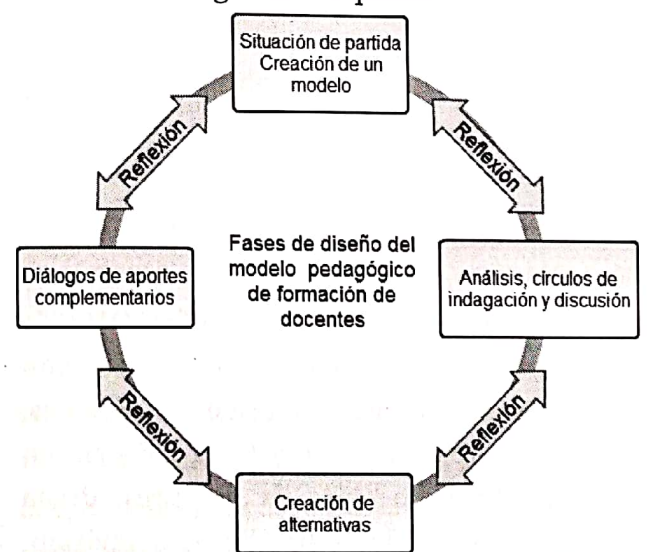 Situación de partida
Creación de un
modelo
Reflexión
Reflexión
Fases de diseño del
modelo pedagógico
de formación de
docentes
Diálogos de aportes
complementarios
Análisis, círculos de
indagación y discusión
Reflexión
Reflexión
Creación de
alternativas